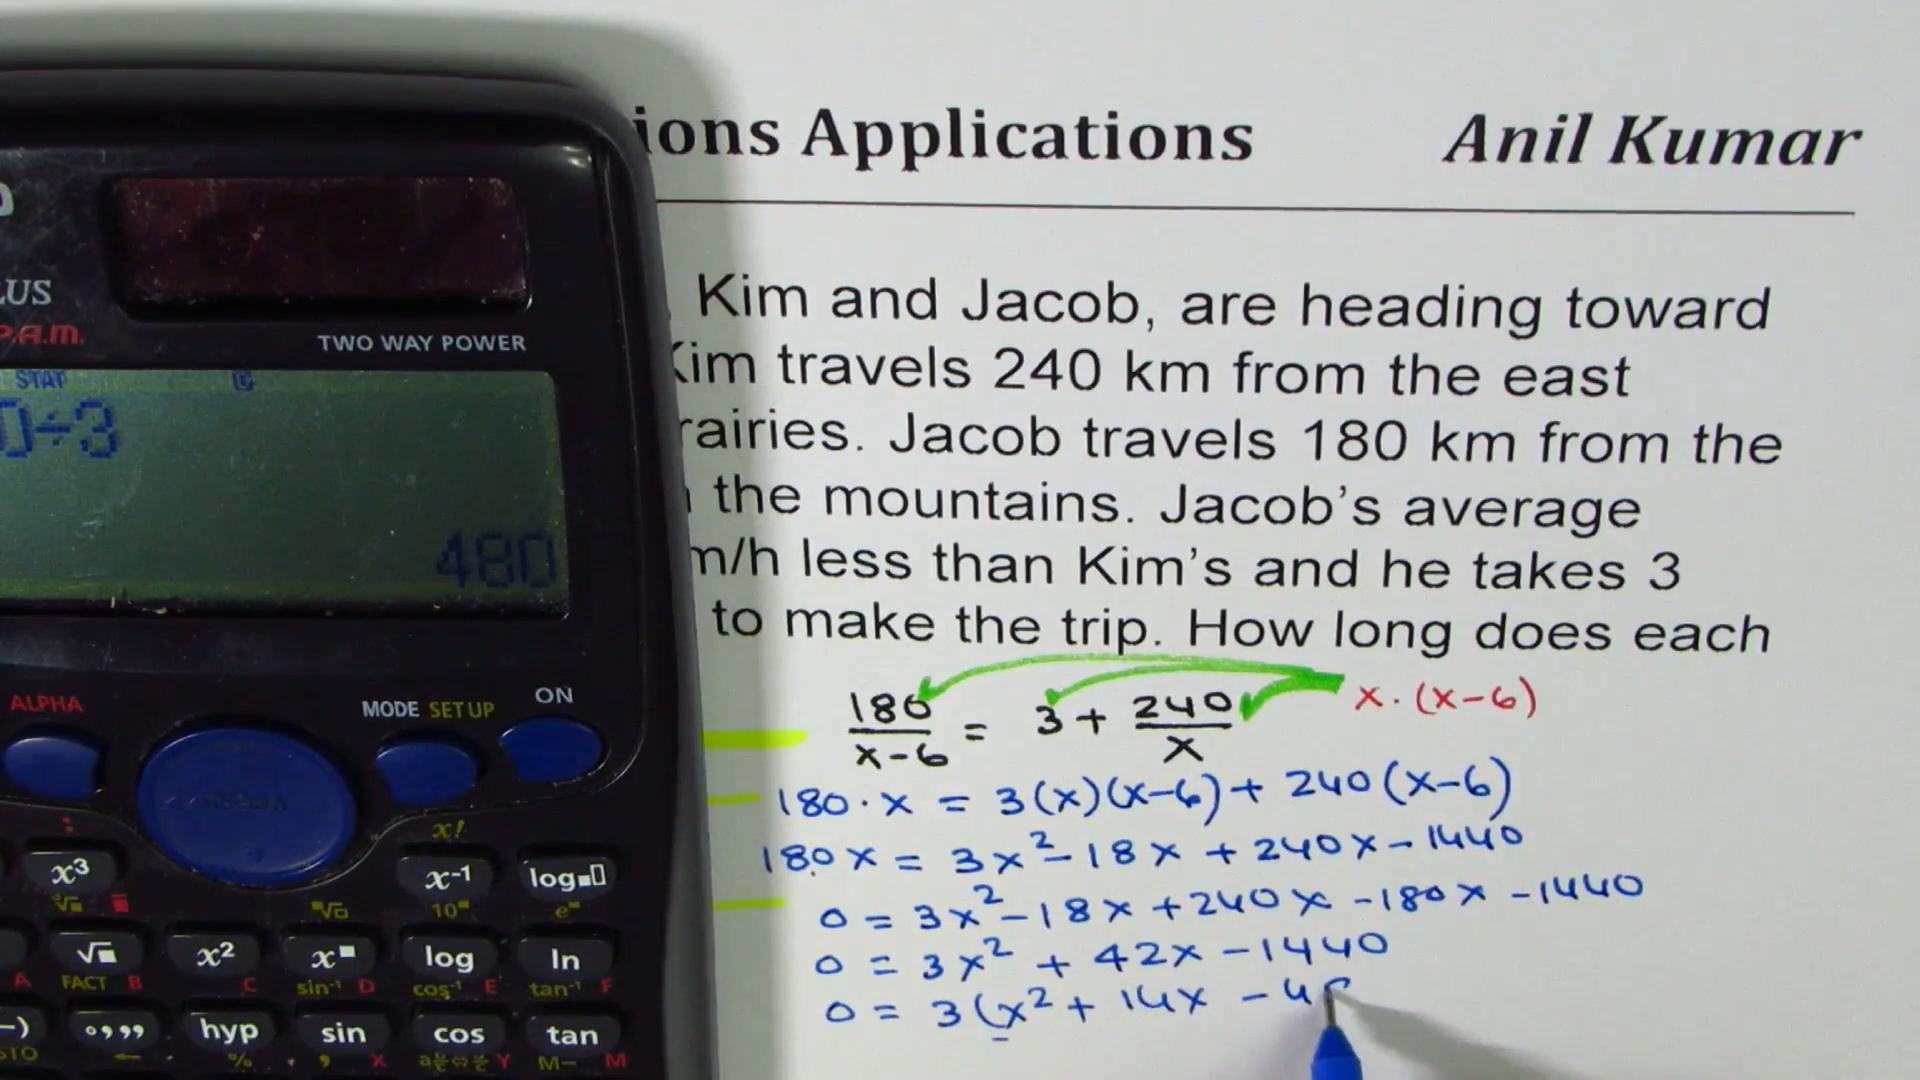 ions Applications Anil Kumar
Kim and Jacob, are heading toward
Kim travels 240 km from the east
rairies. Jacob travels 180 km from the
the mountains. Jacob's average
m/h less than Kim's and he takes 3
to make the trip. How long does each
180/x-6 = 3 + 240/x x·(x-6)
180·x = 3(x)(x-6) + 240(x-6)
180x = 3x² - 18x + 240x - 1440
0 = 3x² - 18x + 240x - 180x - 1440
0 = 3x² + 42x - 1440
0 = 3(x² + 14x - 4
LUS
P.A.M.
TWO WAY POWER
STAT D
0÷3
480
ALPHA MODE SETUP ON
x!
x³ x⁻¹ log
10 e
√ x² x log ln
A FACT B C sin⁻¹ D cos⁻¹ E tan⁻¹ F
(-) hyp sin cos tan
STO ← % , X Y M- M